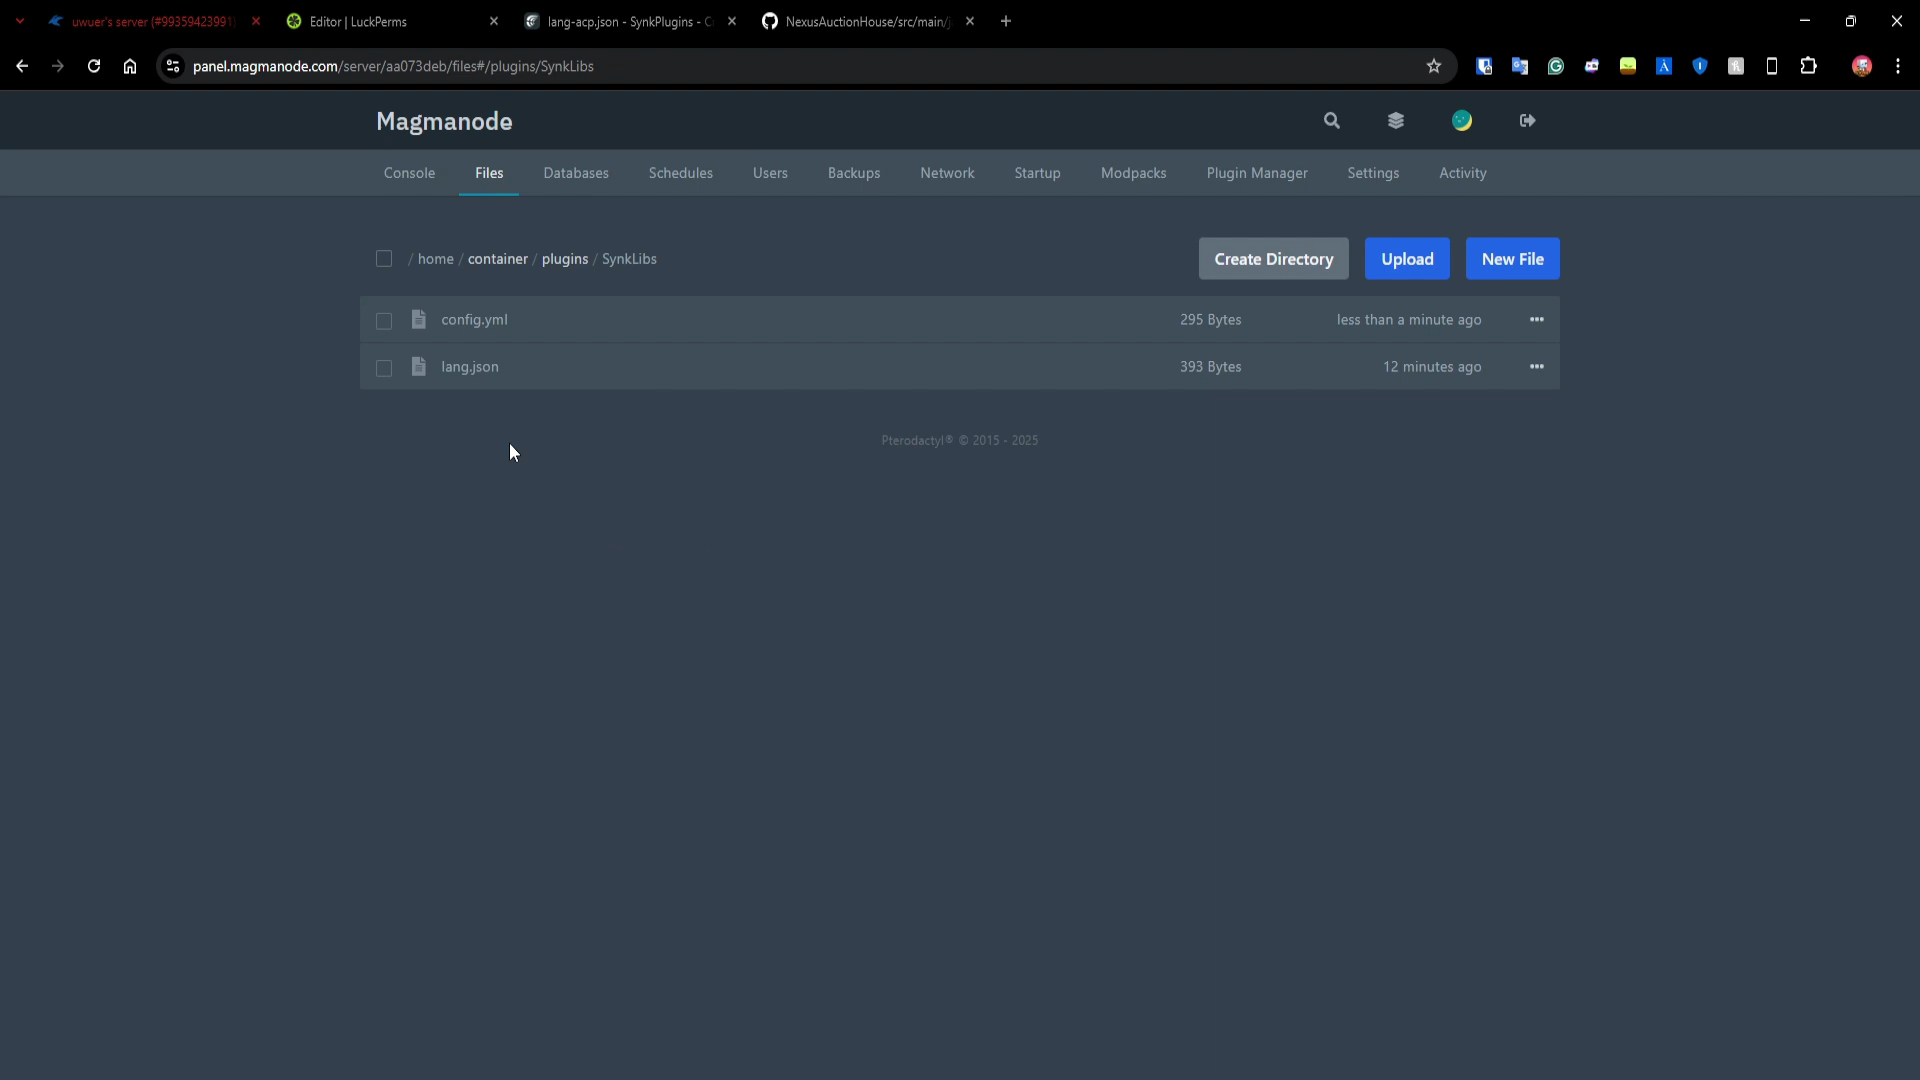 uwuer's server (#99359423991)
Editor | LuckPerms
lang-acp.json - SynkPlugins - C
NexusAuctionHouse/src/main/j
panel.magmanode.com/server/aa073deb/files#/plugins/SynkLibs
Magmanode
Console Files Databases Schedules Users Backups Network Startup Modpacks Plugin Manager Settings Activity
/ home / container / plugins / SynkLibs
Create Directory Upload New File
config.yml 295 Bytes less than a minute ago
lang.json 393 Bytes 12 minutes ago
Pterodactyl® © 2015 - 2025